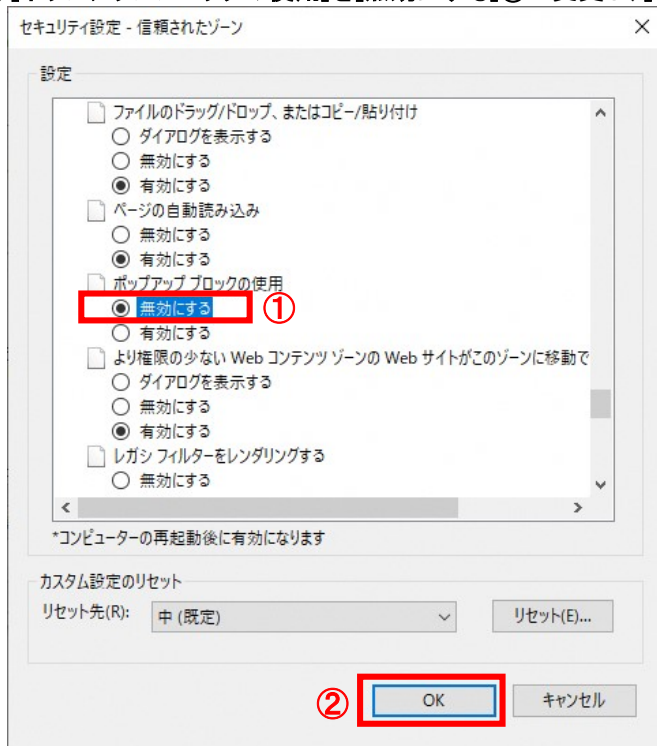 セキュリティ設定 - 信頼されたゾーン
設定
ファイルのドラッグ/ドロップ、またはコピー/貼り付け
ダイアログを表示する
無効にする
有効にする
ページの自動読み込み
無効にする
有効にする
ポップアップ ブロックの使用
無効にする ①
有効にする
より権限の少ない Web コンテンツ ゾーンの Web サイトがこのゾーンに移動で
ダイアログを表示する
無効にする
有効にする
レガシ フィルターをレンダリングする
無効にする
*コンピューターの再起動後に有効になります
カスタム設定のリセット
リセット先(R): 中 (既定) リセット(E)...
② OK キャンセル